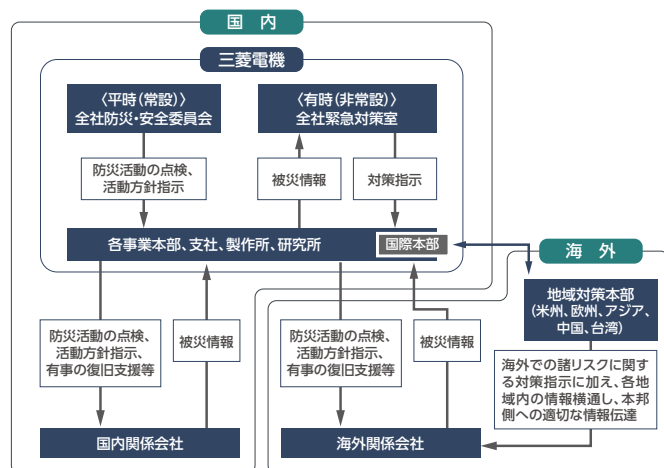 国 内
三菱電機
〈平時(常設)〉
全社防災・安全委員会
〈有時(非常設)〉
全社緊急対策室
防災活動の点検、
活動方針指示
被災情報
対策指示
各事業本部、支社、製作所、研究所
国際本部
海 外
地域対策本部
(米州、欧州、アジア、
中国、台湾)
防災活動の点検、
活動方針指示、
有事の復旧支援等
被災情報
防災活動の点検、
活動方針指示、
有事の復旧支援等
被災情報
海外での諸リスクに関す
る対策指示に加え、各地
域内の情報横通し、本邦
側への適切な情報伝達
国内関係会社
海外関係会社